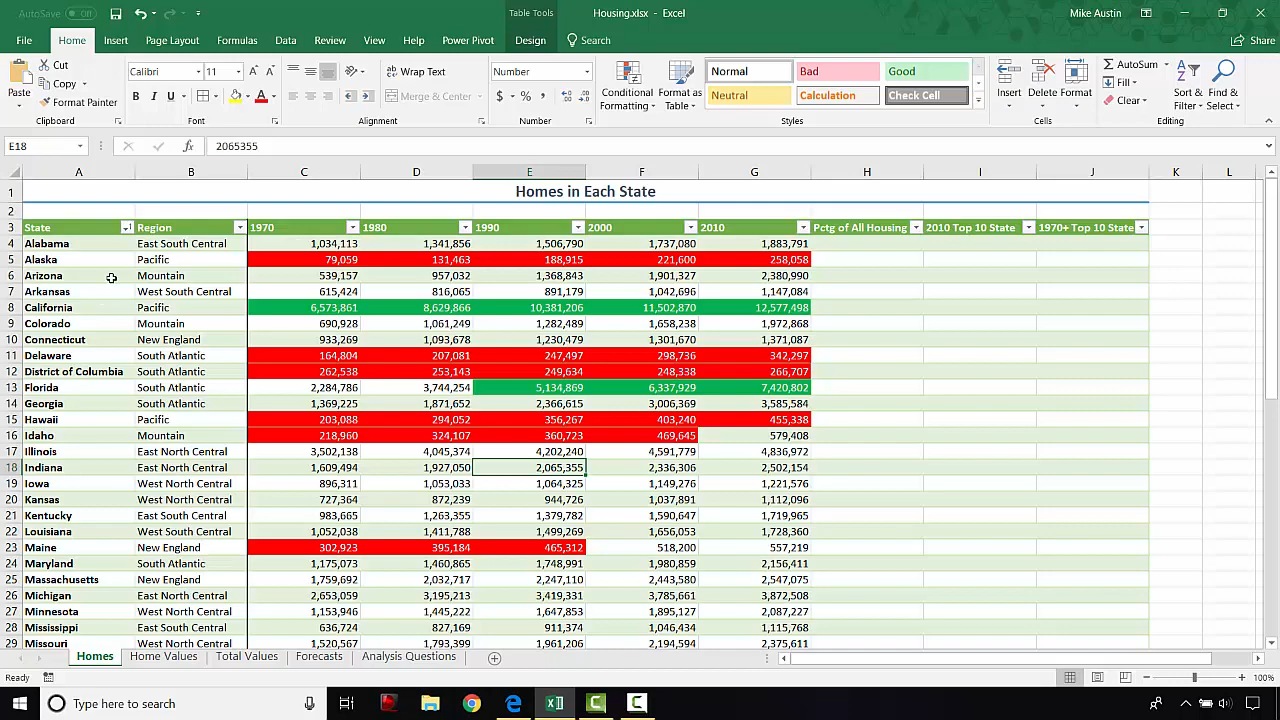 AutoSave Off Table Tools Housing.xlsx - Excel Mike Austin
File Home Insert Page Layout Formulas Data Review View Help Power Pivot Design Search Share
Paste Cut Copy Format Painter Clipboard
Calibri 11 B I U A Font
Wrap Text Merge & Center Alignment
Number $ % , Number
Conditional Formatting Format as Table Normal Bad Good Neutral Calculation Check Cell Styles
Insert Delete Format Cells
AutoSum Fill Clear Sort & Filter Find & Select Editing
E18 fx 2065355
A B C D E F G H I J K L
1 Homes in Each State
2
3 State Region 1970 1980 1990 2000 2010 Pctg of All Housing 2010 Top 10 State 1970+ Top 10 State
4 Alabama East South Central 1,034,113 1,341,856 1,506,790 1,737,080 1,883,791
5 Alaska Pacific 79,059 131,463 188,915 221,600 258,058
6 Arizona Mountain 539,157 957,032 1,368,843 1,901,327 2,380,990
7 Arkansas West South Central 615,424 816,065 891,179 1,042,696 1,147,084
8 California Pacific 6,573,861 8,629,866 10,381,206 11,502,870 12,577,498
9 Colorado Mountain 690,928 1,061,249 1,282,489 1,658,238 1,972,868
10 Connecticut New England 933,269 1,093,678 1,230,479 1,301,670 1,371,087
11 Delaware South Atlantic 164,804 207,081 247,497 298,736 342,297
12 District of Columbia South Atlantic 262,538 253,143 249,634 248,338 266,707
13 Florida South Atlantic 2,284,786 3,744,254 5,134,869 6,337,929 7,420,802
14 Georgia South Atlantic 1,369,225 1,871,652 2,366,615 3,006,369 3,585,584
15 Hawaii Pacific 203,088 294,052 356,267 403,240 455,338
16 Idaho Mountain 218,960 324,107 360,723 469,645 579,408
17 Illinois East North Central 3,502,138 4,045,374 4,202,240 4,591,779 4,836,972
18 Indiana East North Central 1,609,494 1,927,050 2,065,355 2,336,306 2,502,154
19 Iowa West North Central 896,311 1,053,033 1,064,325 1,149,276 1,221,576
20 Kansas West North Central 727,364 872,239 944,726 1,037,891 1,112,096
21 Kentucky East South Central 983,665 1,263,355 1,379,782 1,590,647 1,719,965
22 Louisiana West South Central 1,052,038 1,411,788 1,499,269 1,656,053 1,728,360
23 Maine New England 302,923 395,184 465,312 518,200 557,219
24 Maryland South Atlantic 1,175,073 1,460,865 1,748,991 1,980,859 2,156,411
25 Massachusetts New England 1,759,692 2,032,717 2,247,110 2,443,580 2,547,075
26 Michigan East North Central 2,653,059 3,195,213 3,419,331 3,785,661 3,872,508
27 Minnesota West North Central 1,153,946 1,445,222 1,647,853 1,895,127 2,087,227
28 Mississippi East South Central 636,724 827,169 911,374 1,046,434 1,115,768
29 Missouri West North Central 1,520,567 1,793,399 1,961,206 2,194,594 2,375,611
Homes Home Values Total Values Forecasts Analysis Questions
Ready 100%
Type here to search